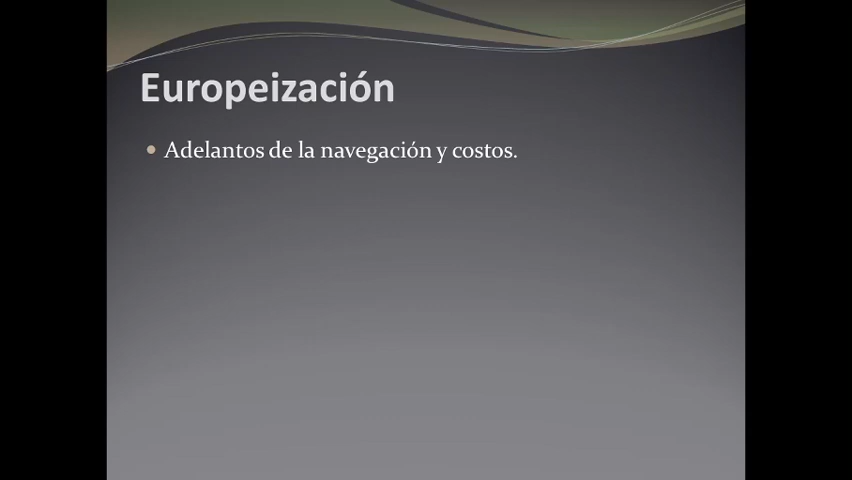 Europeización
• Adelantos de la navegación y costos.